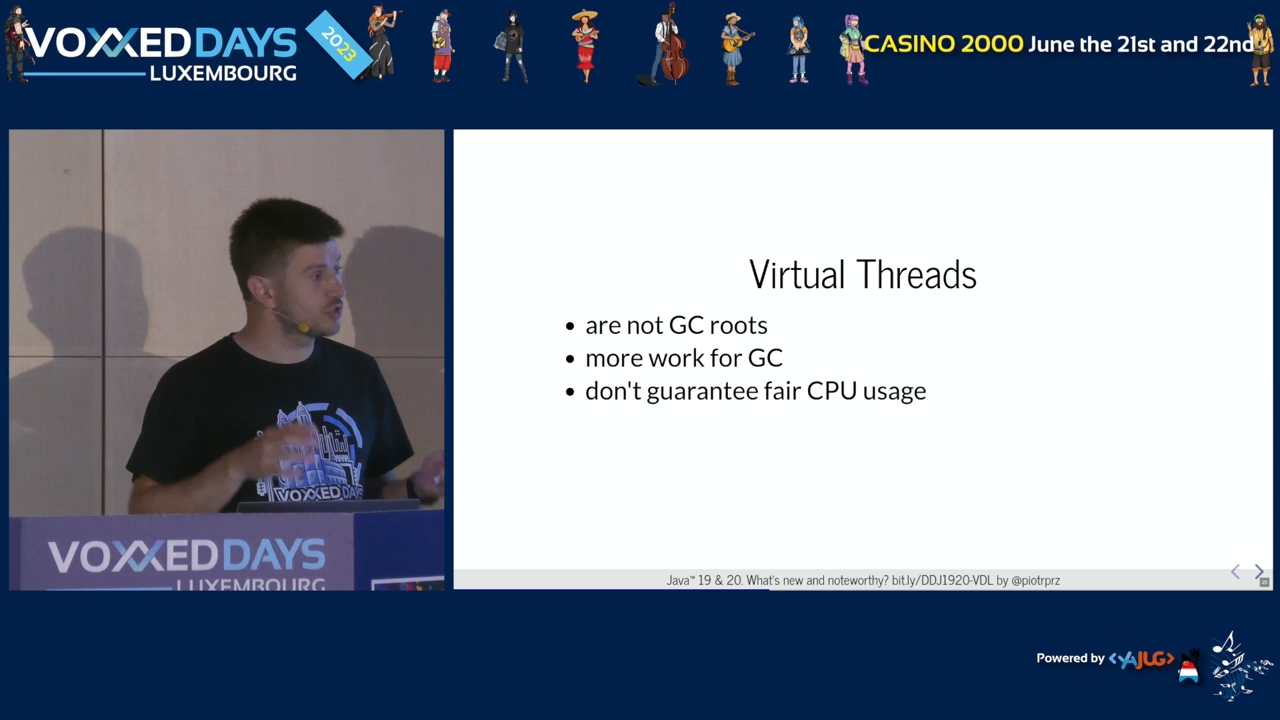 VOXXED DAYS
LUXEMBOURG
2023
CASINO 2000 June the 21st and 22nd
VOXXED DAYS
VOXXED DAYS
LUXEMBOURG
Virtual Threads
• are not GC roots
• more work for GC
• don't guarantee fair CPU usage
Java™ 19 & 20. What's new and noteworthy? bit.ly/DDJ1920-VDL by @piotrprz
Powered by <YAJUG>